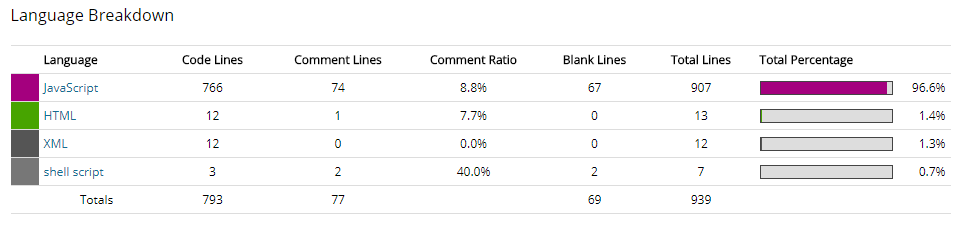 Language Breakdown
Language Code Lines Comment Lines Comment Ratio Blank Lines Total Lines Total Percentage
JavaScript 766 74 8.8% 67 907 96.6%
HTML 12 1 7.7% 0 13 1.4%
XML 12 0 0.0% 0 12 1.3%
shell script 3 2 40.0% 2 7 0.7%
Totals 793 77 69 939